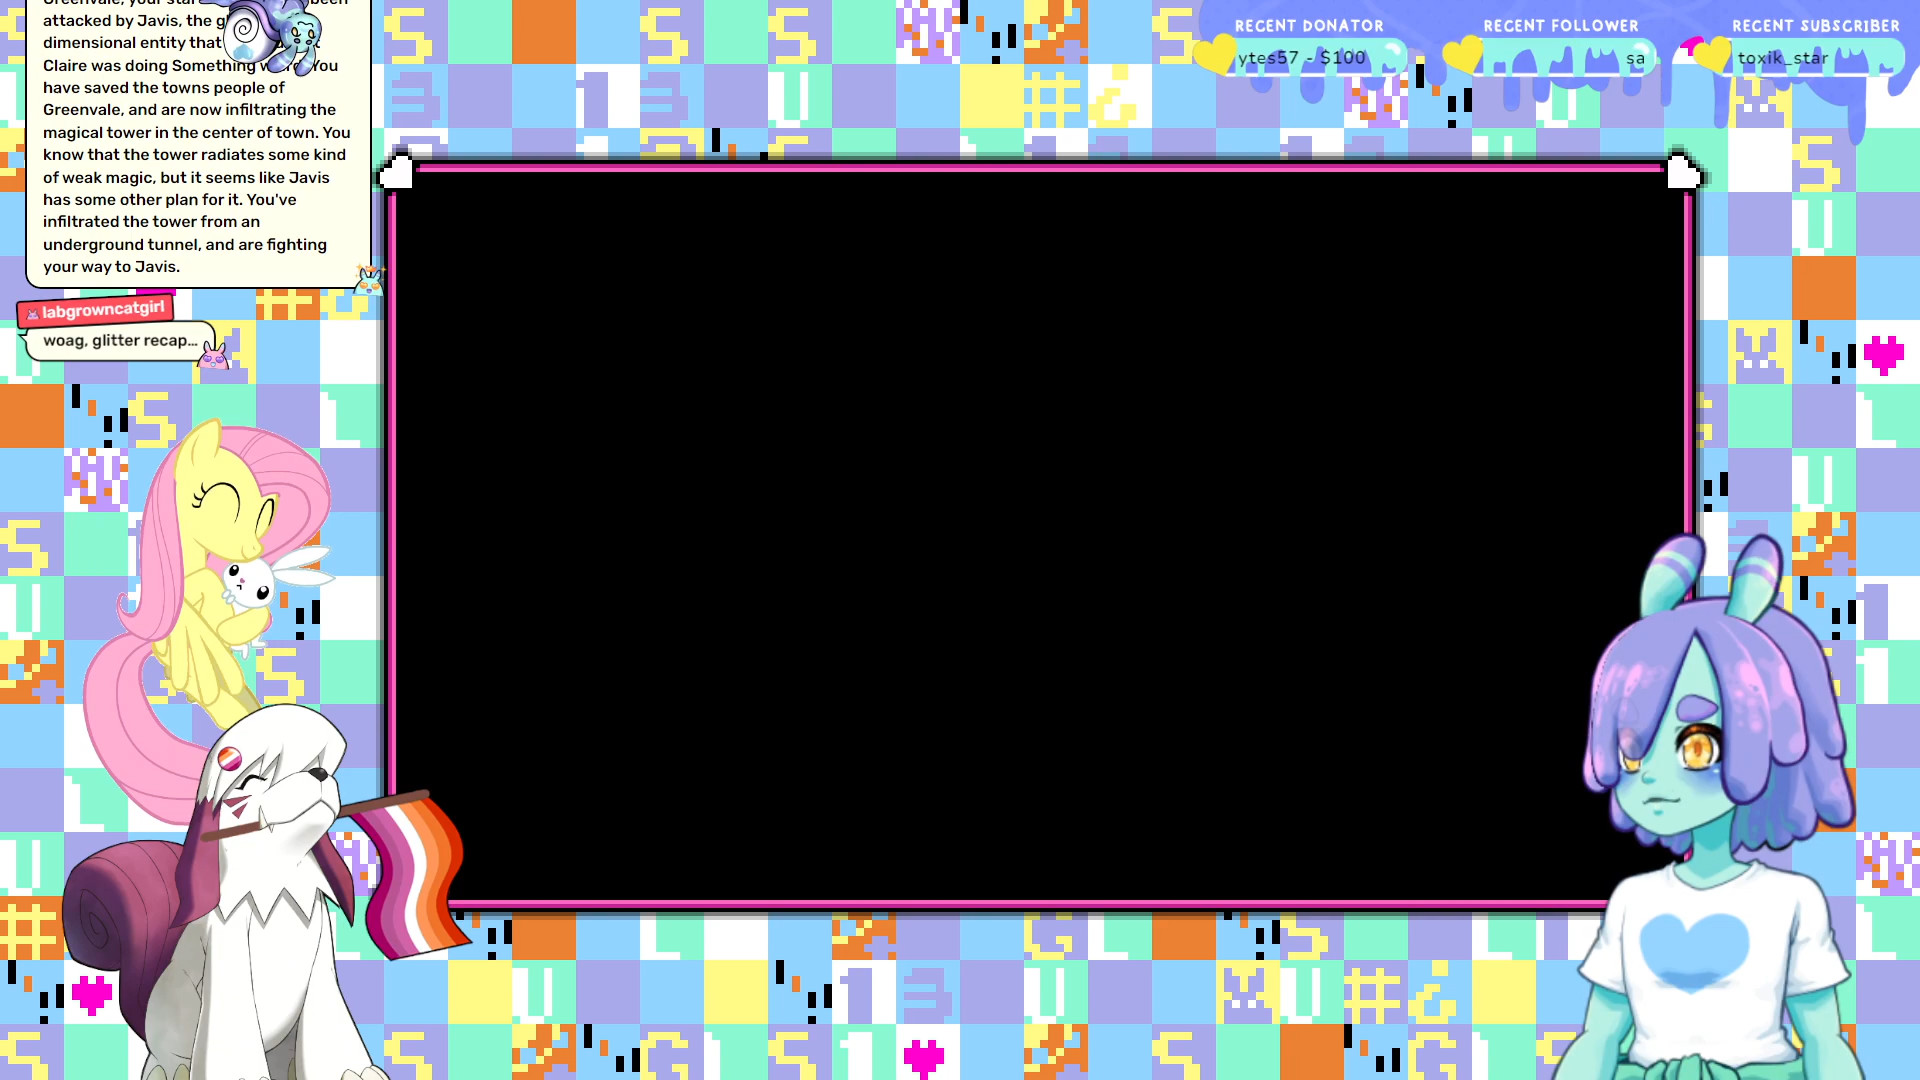 attacked by Javis, the
dimensional entity that
Claire was doing Something You
have saved the towns people of
Greenvale, and are now infiltrating the
magical tower in the center of town. You
know that the tower radiates some kind
of weak magic, but it seems like Javis
has some other plan for it. You've
infiltrated the tower from an
underground tunnel, and are fighting
your way to Javis.
labgrowncatgirl
woag, glitter recap...
RECENT DONATOR
ytes57 - $100
RECENT FOLLOWER
sa
RECENT SUBSCRIBER
toxik_star